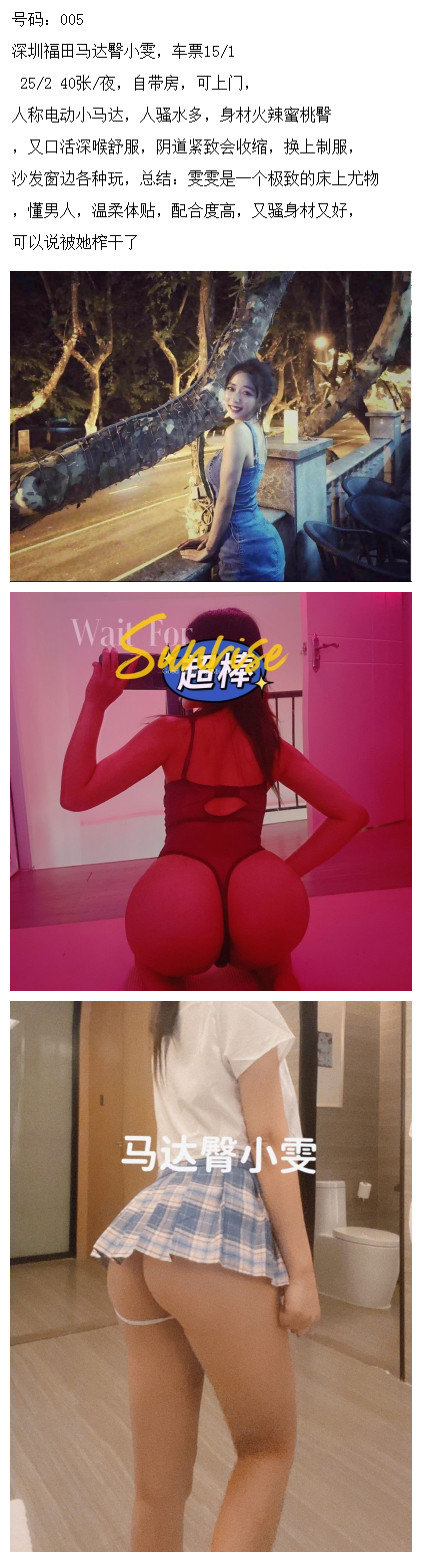 号码：005
深圳福田马达臀小雯，车票15/1
25/2 40张/夜，自带房，可上门，
人称电动小马达，人骚水多，身材火辣蜜桃臀
，又口活深喉舒服，阴道紧致会收缩，换上制服，
沙发窗边各种玩，总结：雯雯是一个极致的床上尤物
，懂男人，温柔体贴，配合度高，又骚身材又好，
可以说被她榨干了
Wait For
Sunrise
超棒
马达臀小雯